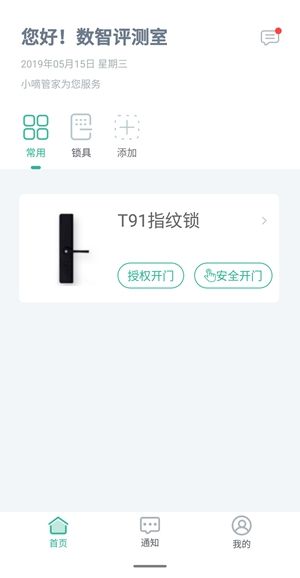 您好！数智评测室
2019年05月15日 星期三
小嘀管家为您服务
常用
锁具
添加
T91指纹锁
授权开门
安全开门
首页
通知
我的